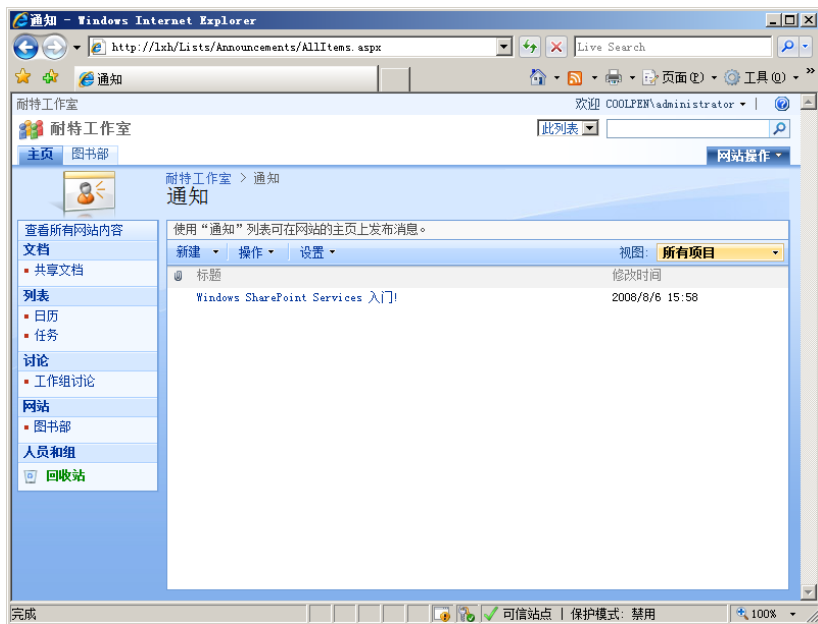 通知 - Windows Internet Explorer
http://lxh/Lists/Announcements/AllItems.aspx
Live Search
通知
页面(P)
工具(O)
耐特工作室
欢迎 COOLPEN\administrator
耐特工作室
此列表
主页
图书部
网站操作
耐特工作室 > 通知
通知
查看所有网站内容
文档
共享文档
列表
日历
任务
讨论
工作组讨论
网站
图书部
人员和组
回收站
使用“通知”列表可在网站的主页上发布消息。
新建
操作
设置
视图:
所有项目
标题
修改时间
Windows SharePoint Services 入门!
2008/8/6 15:58
完成
可信站点 | 保护模式: 禁用
100%